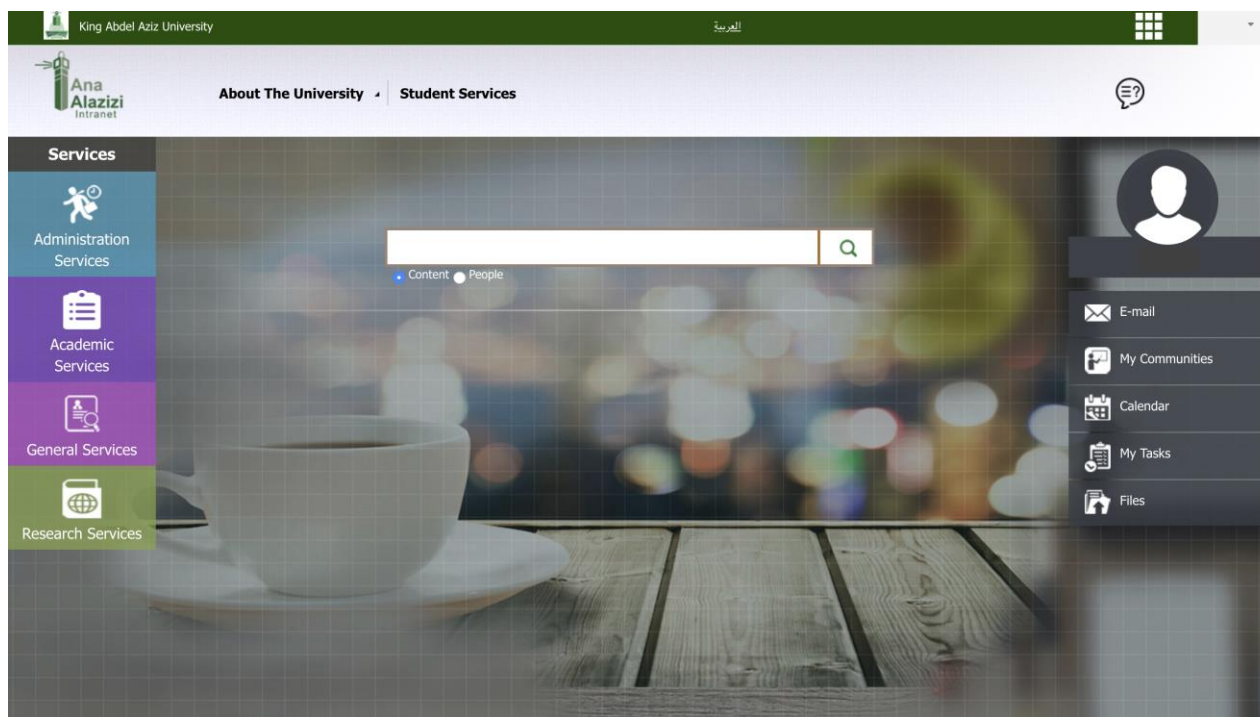 King Abdel Aziz University
العربية
Ana
Alazizi
Intranet
About The University
Student Services
Services
Administration
Services
Academic
Services
General Services
Research Services
Content
People
E-mail
My Communities
Calendar
My Tasks
Files